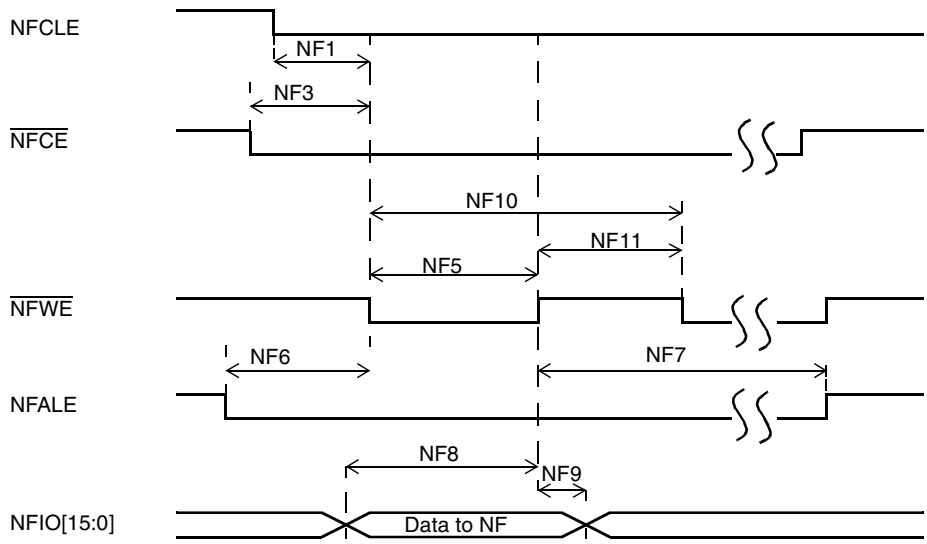 NFCLE
NF1
NF3
NFCE
NF10
NF11
NF5
NFWE
NF6
NF7
NFALE
NF8
NF9
NFIO[15:0]
Data to NF